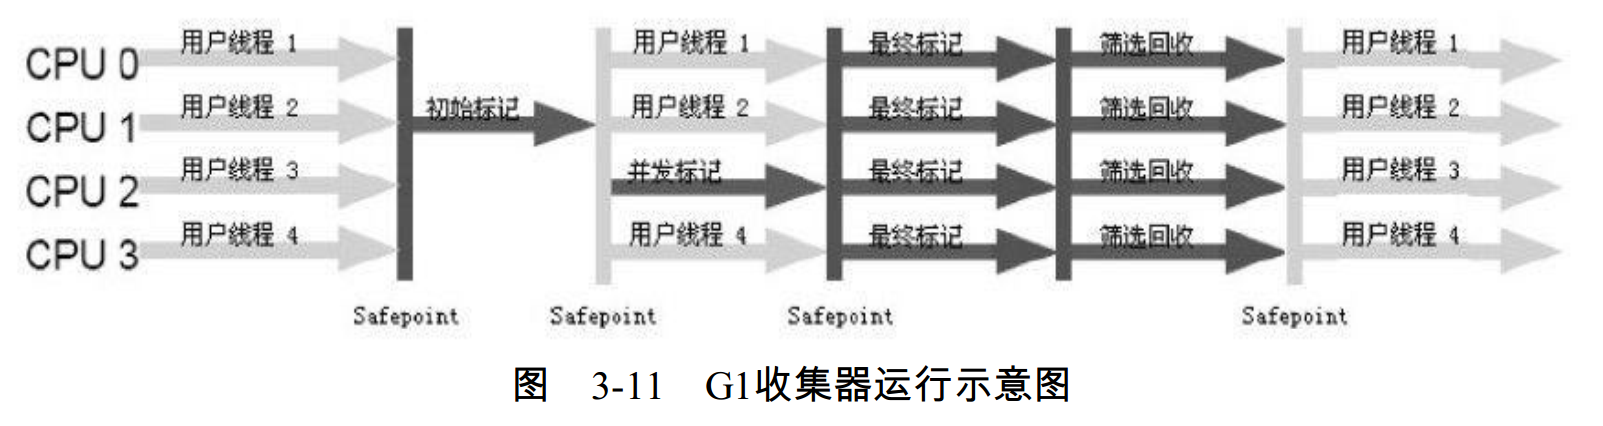 CPU 0 用户线程 1 用户线程 1 最终标记 筛选回收 用户线程 1
CPU 1 用户线程 2 初始标记 用户线程 2 最终标记 筛选回收 用户线程 2
CPU 2 用户线程 3 并发标记 最终标记 筛选回收 用户线程 3
CPU 3 用户线程 4 用户线程 4 最终标记 筛选回收 用户线程 4
Safepoint Safepoint Safepoint Safepoint
图 3-11 G1收集器运行示意图